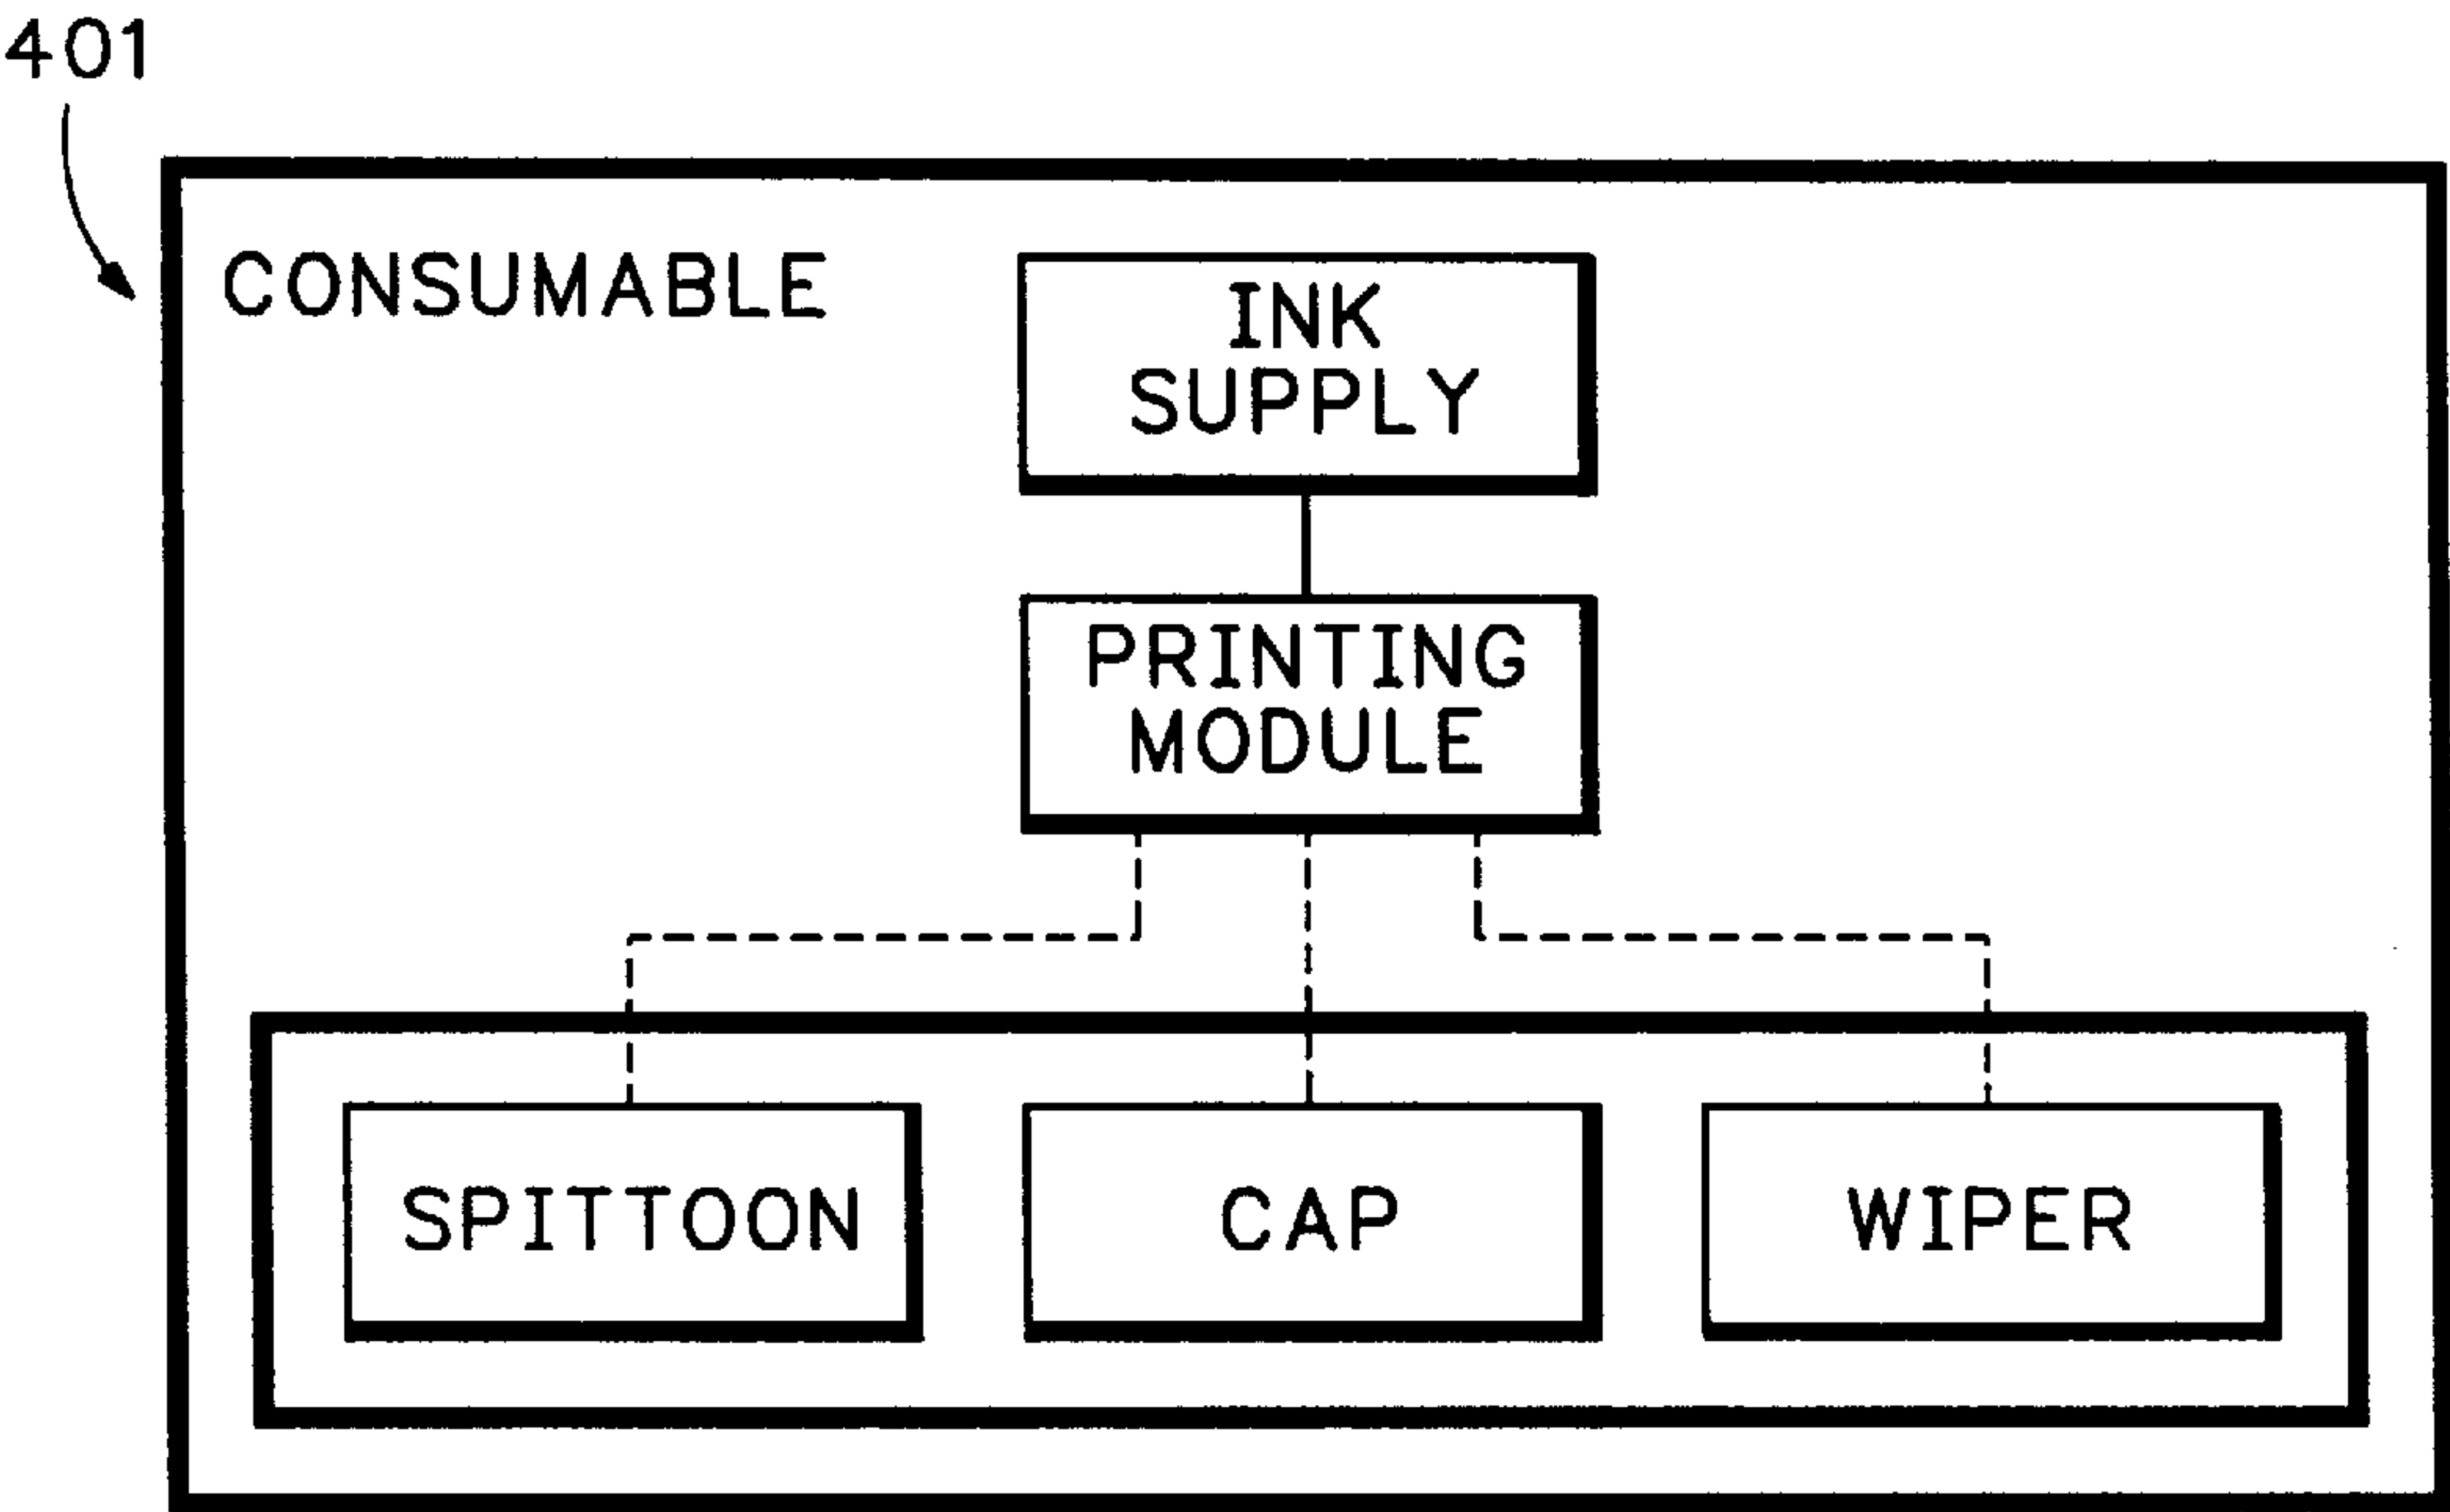 401
CONSUMABLE
INK
SUPPLY
PRINTING
MODULE
SPITTOON
CAP
WIPER